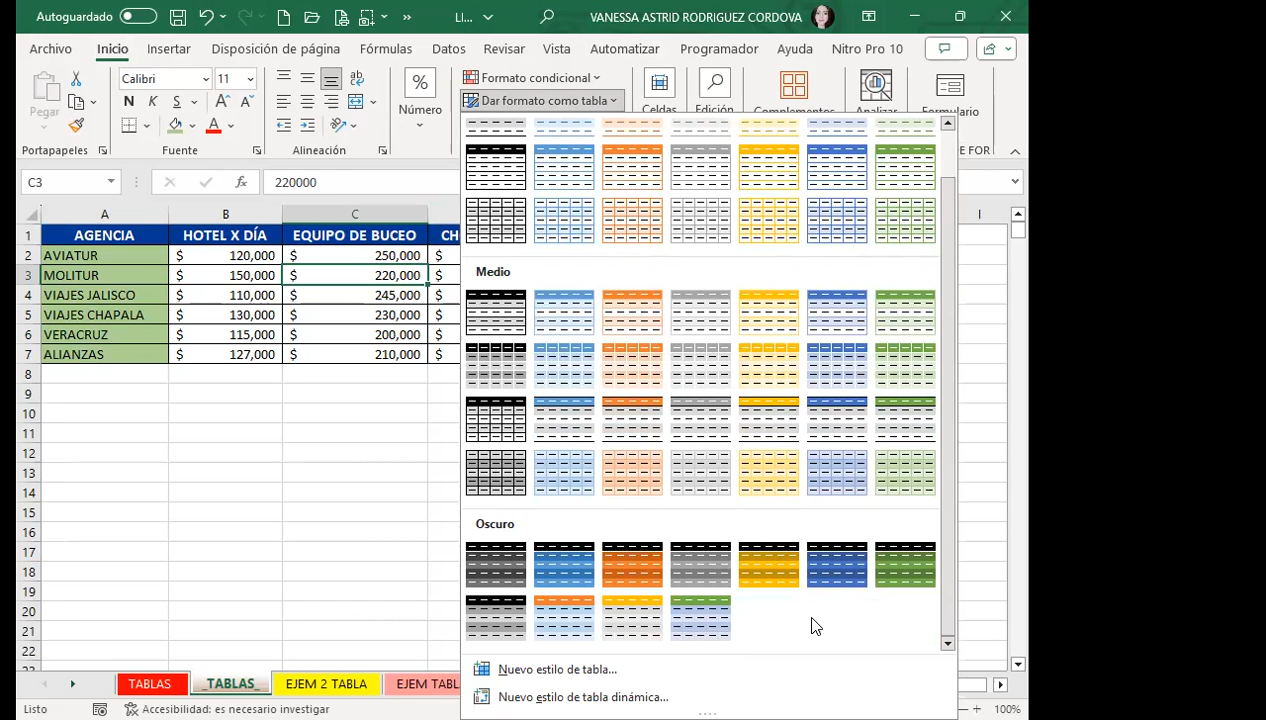 Autoguardado
LI...
VANESSA ASTRID RODRIGUEZ CORDOVA
Archivo Inicio Insertar Disposición de página Fórmulas Datos Revisar Vista Automatizar Programador Ayuda Nitro Pro 10
Pegar
Calibri 11
N K S
%
Número
Formato condicional
Dar formato como tabla
Celdas
Edición
Complementos
Analizar
Formulario
Portapapeles Fuente Alineación
E FOR
C3 fx 220000
A B C I
1 AGENCIA HOTEL X DÍA EQUIPO DE BUCEO CH
2 AVIATUR $ 120,000 $ 250,000 $
3 MOLITUR $ 150,000 $ 220,000 $
4 VIAJES JALISCO $ 110,000 $ 245,000 $
5 VIAJES CHAPALA $ 130,000 $ 230,000 $
6 VERACRUZ $ 115,000 $ 200,000 $
7 ALIANZAS $ 127,000 $ 210,000 $
8
9
10
11
12
13
14
15
16
17
18
19
20
21
22
Medio
Oscuro
Nuevo estilo de tabla...
Nuevo estilo de tabla dinámica...
TABLAS _TABLAS_ EJEM 2 TABLA EJEM TABL
Listo
Accesibilidad: es necesario investigar
100%